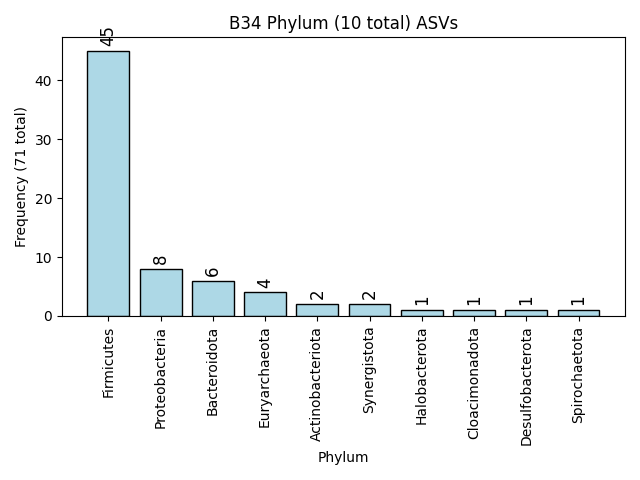 B34 Phylum (10 total) ASVs
Frequency (71 total)
40
30
20
10
0
45
8
6
4
2
2
1
1
1
1
Firmicutes
Proteobacteria
Bacteroidota
Euryarchaeota
Actinobacteriota
Synergistota
Halobacterota
Cloacimonadota
Desulfobacterota
Spirochaetota
Phylum